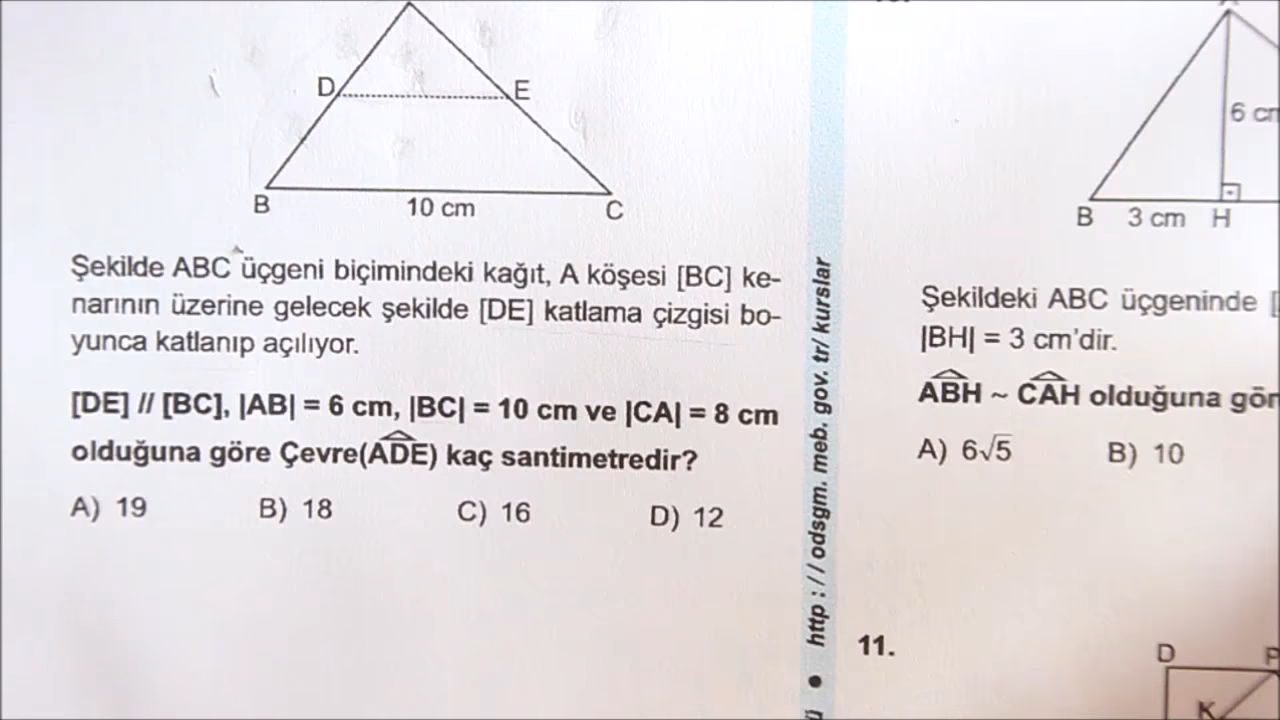 D
E
B
10 cm
C
Şekilde ABC üçgeni biçimindeki kağıt, A köşesi [BC] ke-
narının üzerine gelecek şekilde [DE] katlama çizgisi bo-
yunca katlanıp açılıyor.
[DE] // [BC], |AB| = 6 cm, |BC| = 10 cm ve |CA| = 8 cm
olduğuna göre Çevre(ADE) kaç santimetredir?
A) 19 B) 18 C) 16 D) 12
http : / / odsgm. meb. gov. tr/ kurslar
6 cm
B 3 cm H
Şekildeki ABC üçgeninde [
|BH| = 3 cm'dir.
ABH ~ CAH olduğuna gör
A) 6√5 B) 10
11.
D
P
K